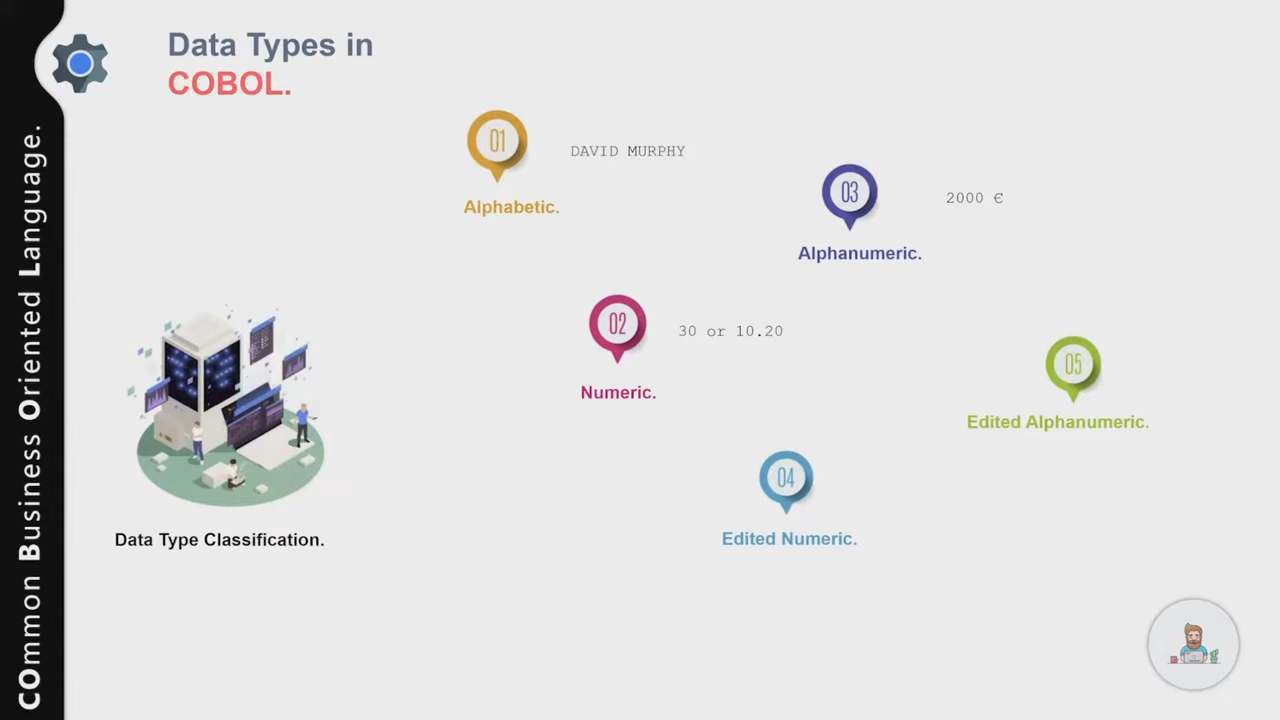 COmmon Business Oriented Language.
Data Types in
COBOL.
01
DAVID MURPHY
Alphabetic.
03
2000 €
Alphanumeric.
02
30 or 10.20
Numeric.
05
Edited Alphanumeric.
04
Edited Numeric.
Data Type Classification.